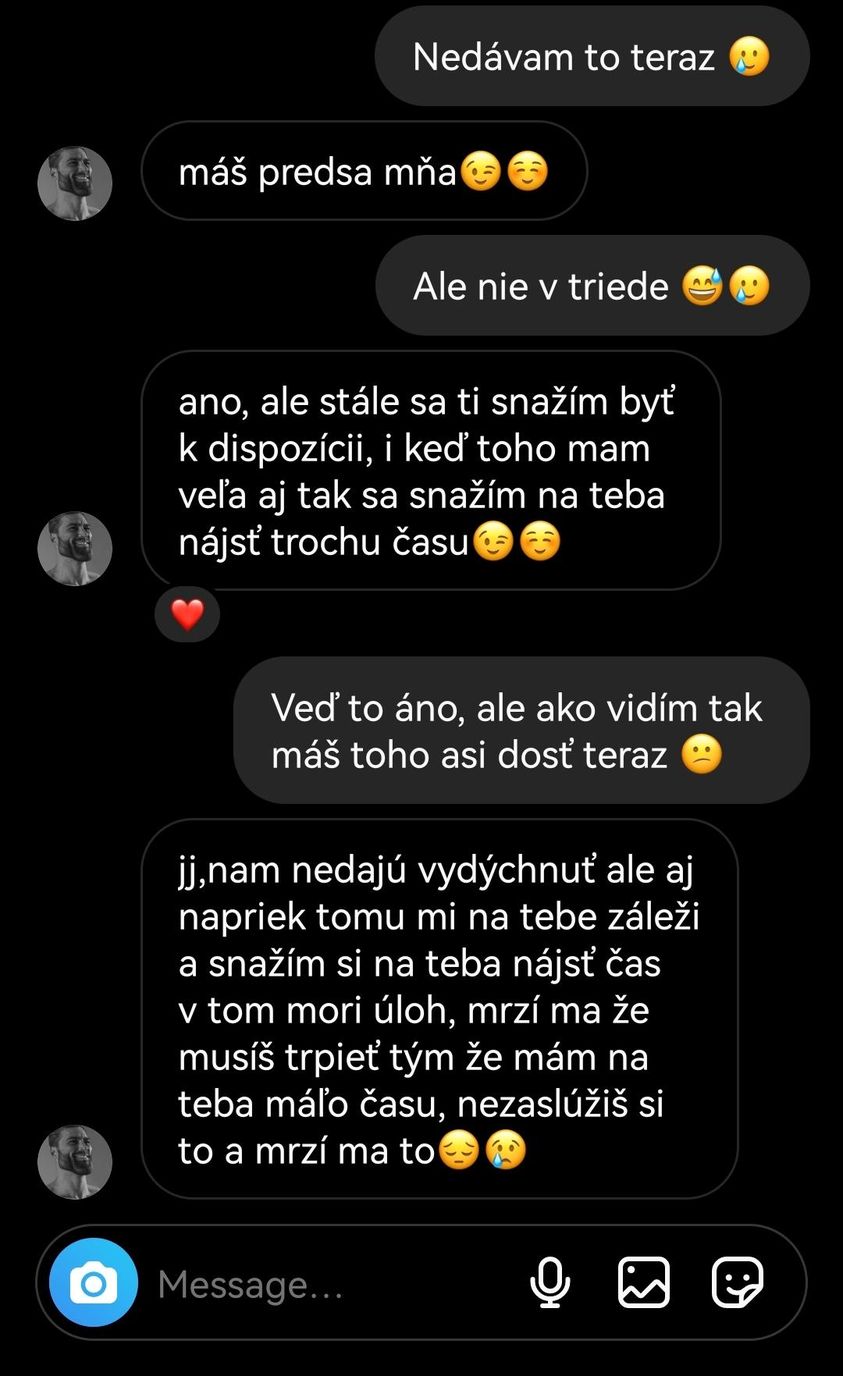 Nedávam to teraz 🥲
máš predsa mňa😉☺️
Ale nie v triede 😅🥲
ano, ale stále sa ti snažím byť
k dispozícii, i keď toho mam
veľa aj tak sa snažím na teba
nájsť trochu času😉☺️
Veď to áno, ale ako vidím tak
máš toho asi dosť teraz 😕
jj,nam nedajú vydýchnuť ale aj
napriek tomu mi na tebe záleži
a snažím si na teba nájsť čas
v tom mori úloh, mrzí ma že
musíš trpieť tým že mám na
teba máľo času, nezaslúžiš si
to a mrzí ma to😔😢
Message...